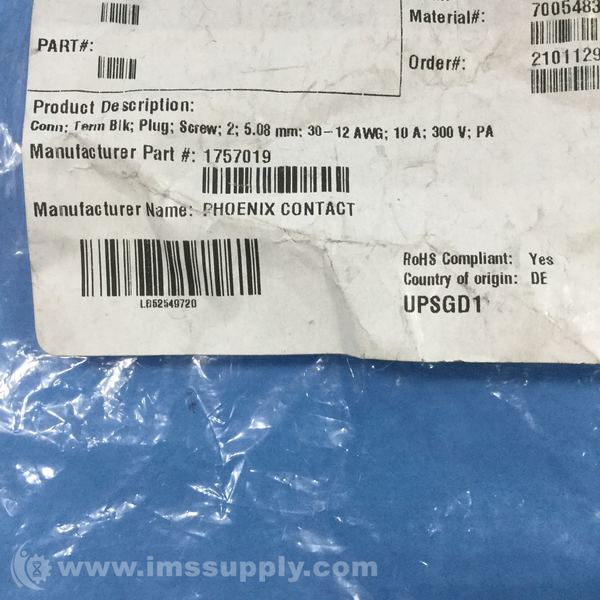 Material#: 7005483
PART#:
Order#: 2101129
Product Description:
Conn; Term Blk; Plug; Screw; 2; 5.08 mm; 30-12 AWG; 10 A; 300 V; PA
Manufacturer Part #: 1757019
Manufacturer Name: PHOENIX CONTACT
RoHS Compliant: Yes
Country of origin: DE
UPSGD1
LB52549720
www.imssupply.com